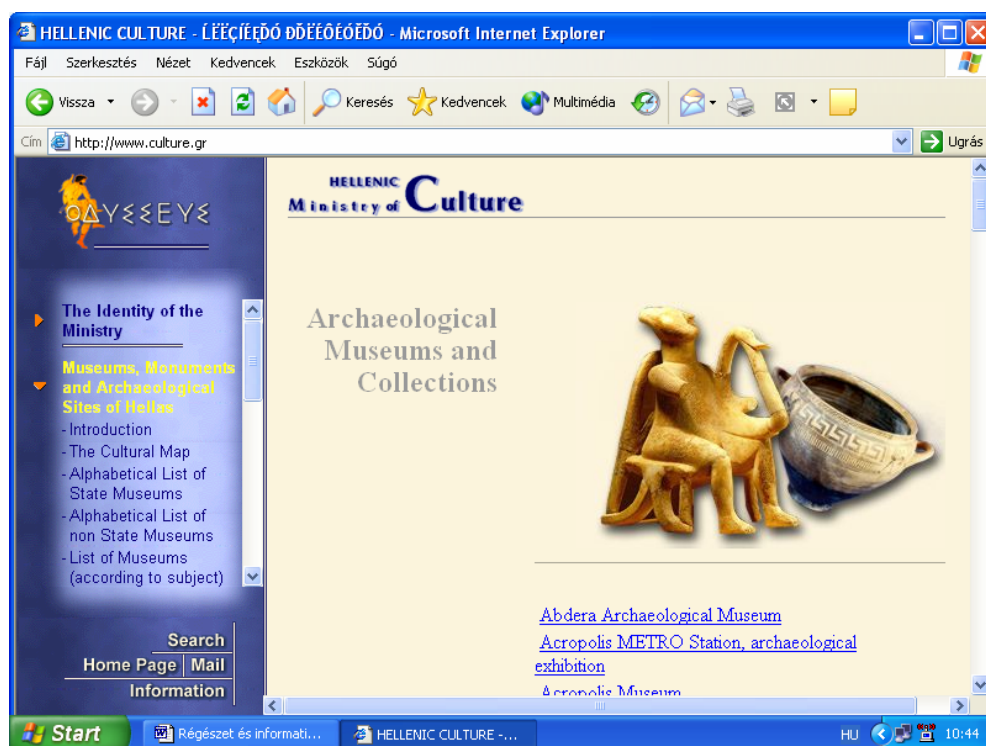 HELLENIC CULTURE - ĹËËÇÍÉĘÐÓ ÐÐËÉÔÉÓĚÐÓ - Microsoft Internet Explorer
Fájl Szerkesztés Nézet Kedvencek Eszközök Súgó
Vissza Keresés Kedvencek Multimédia
Cím http://www.culture.gr Ugrás
ΟΔΥΣΣΕΥΣ
HELLENIC
Ministry of Culture
The Identity of the
Ministry
Museums, Monuments
and Archaeological
Sites of Hellas
- Introduction
- The Cultural Map
- Alphabetical List of
State Museums
- Alphabetical List of
non State Museums
- List of Museums
(according to subject)
Search
Home Page Mail
Information
Archaeological
Museums and
Collections
Abdera Archaeological Museum
Acropolis METRO Station, archaeological
exhibition
Acropolis Museum
Start Régészet és informati... HELLENIC CULTURE -... HU 10:44